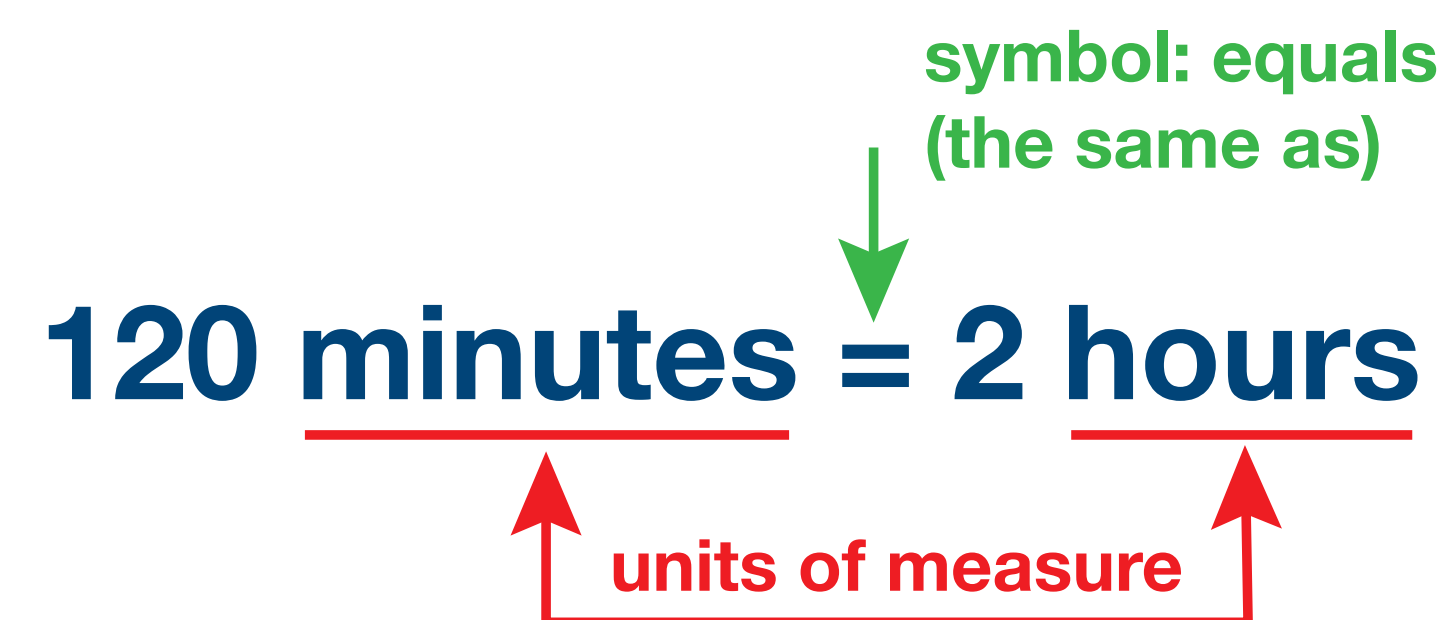 symbol: equals
(the same as)
120 minutes = 2 hours
units of measure